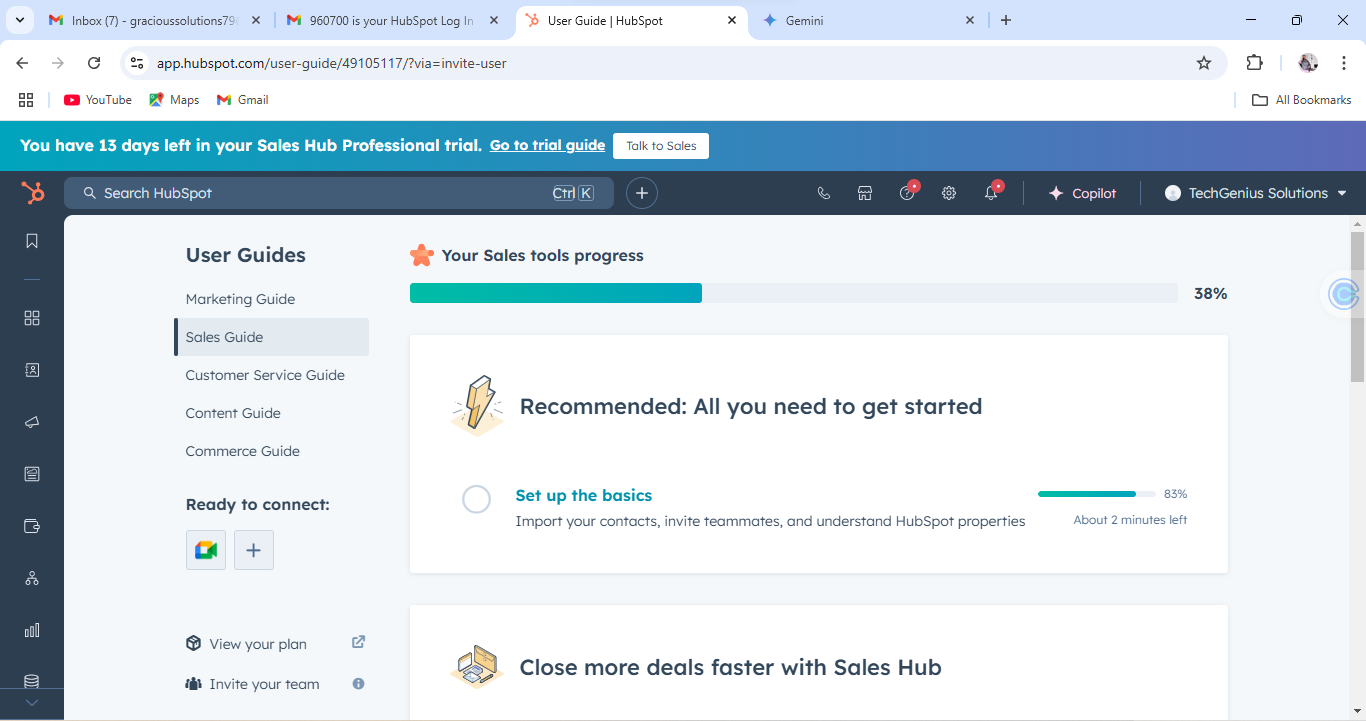 Inbox (7) - gracioussolutions79
960700 is your HubSpot Log In
User Guide | HubSpot
Gemini
app.hubspot.com/user-guide/49105117/?via=invite-user
YouTube
Maps
Gmail
All Bookmarks
You have 13 days left in your Sales Hub Professional trial. Go to trial guide Talk to Sales
Search HubSpot
Ctrl K
Copilot
TechGenius Solutions
User Guides
Marketing Guide
Sales Guide
Customer Service Guide
Content Guide
Commerce Guide
Ready to connect:
View your plan
Invite your team
Your Sales tools progress
38%
Recommended: All you need to get started
Set up the basics
83%
Import your contacts, invite teammates, and understand HubSpot properties
About 2 minutes left
Close more deals faster with Sales Hub